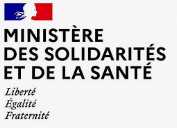 MINISTÈRE
DES SOLIDARITÉS
ET DE LA SANTÉ
Liberté
Égalité
Fraternité